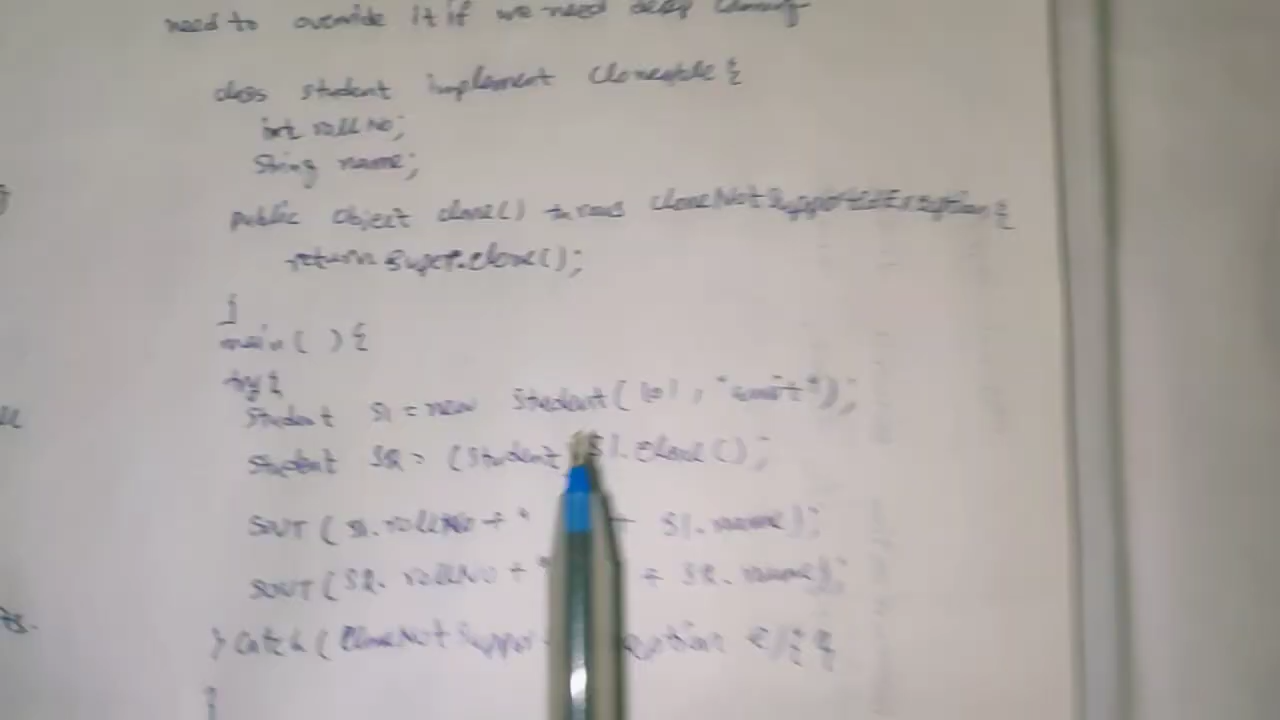 need to override it if we need deep cloning
class student implement Cloneable {
int rollNo;
String name;
public Object clone() throws CloneNotSupportedException {
return super.clone();
}
main( ) {
try {
Student S1 = new Student( 101, "amit");
Student S2 = (Student) S1.clone();
SOUT (S1.rollNo + " + S1.name);
SOUT (S2.rollNo + " + S2.name);
} catch (CloneNotSuppor ception e) { }
}